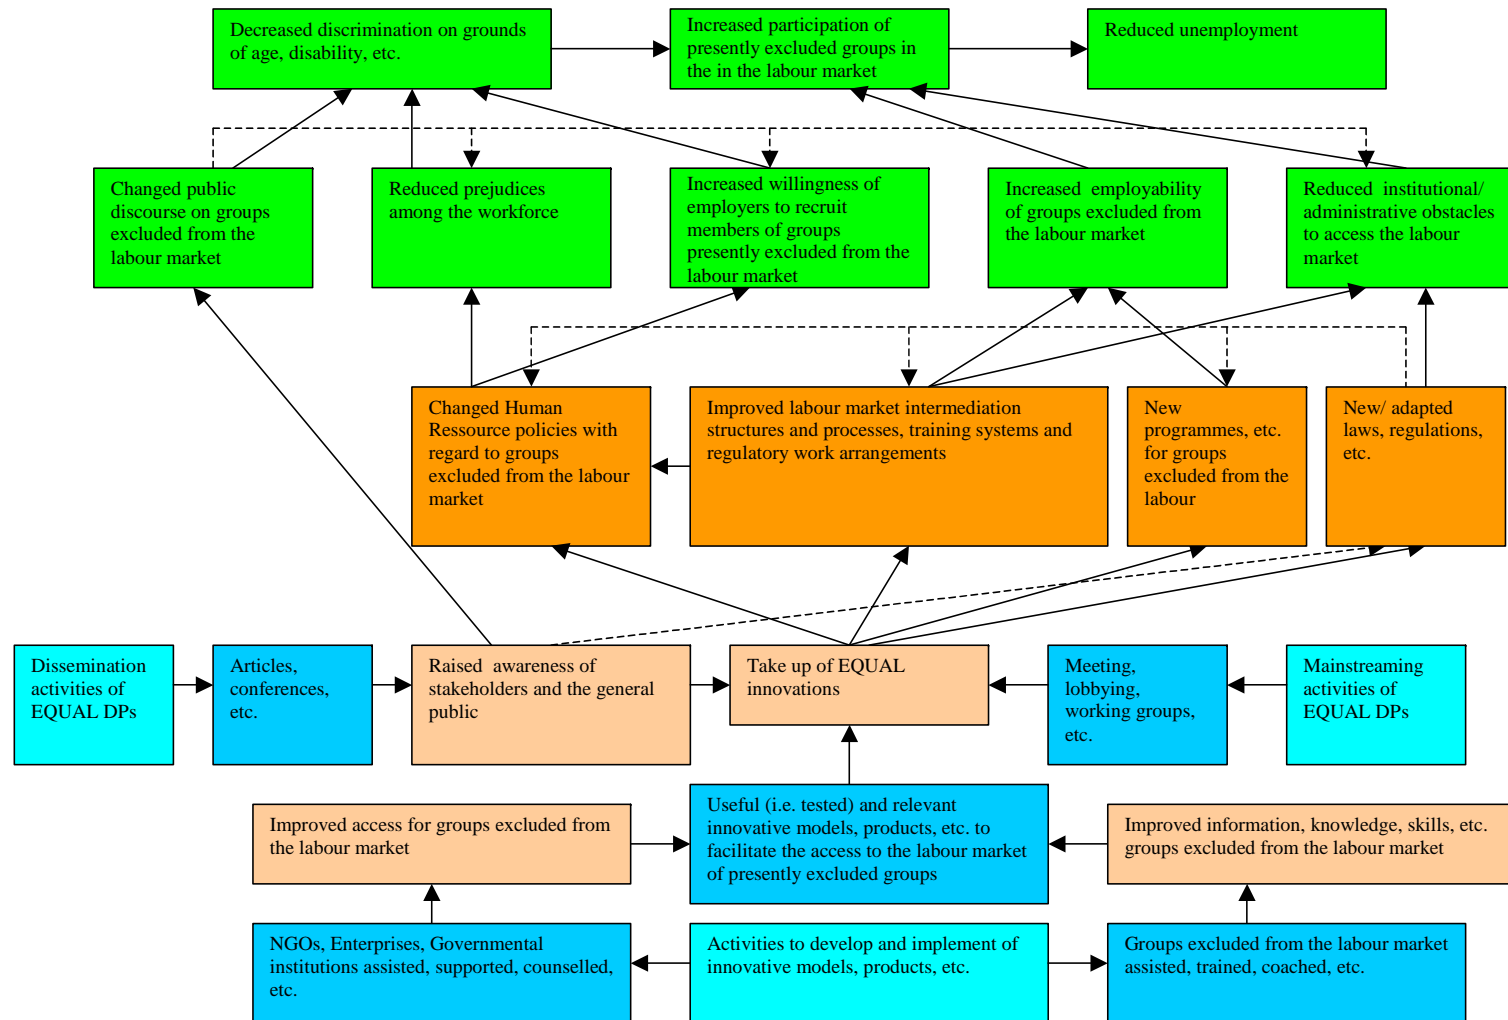 Decreased discrimination on grounds
of age, disability, etc.
Increased participation of
presently excluded groups in
the in the labour market
Reduced unemployment
Changed public
discourse on groups
excluded from the
labour market
Reduced prejudices
among the workforce
Increased willingness of
employers to recruit
members of groups
presently excluded from the
labour market
Increased employability
of groups excluded from
the labour market
Reduced institutional/
administrative obstacles
to access the labour
market
Changed Human
Ressource policies with
regard to groups
excluded from the labour
market
Improved labour market intermediation
structures and processes, training systems and
regulatory work arrangements
New
programmes, etc.
for groups
excluded from the
labour
New/ adapted
laws, regulations,
etc.
Dissemination
activities of
EQUAL DPs
Articles,
conferences,
etc.
Raised awareness of
stakeholders and the general
public
Take up of EQUAL
innovations
Meeting,
lobbying,
working groups,
etc.
Mainstreaming
activities of
EQUAL DPs
Improved access for groups excluded from
the labour market
Useful (i.e. tested) and relevant
innovative models, products, etc. to
facilitate the access to the labour market
of presently excluded groups
Improved information, knowledge, skills, etc.
groups excluded from the labour market
NGOs, Enterprises, Governmental
institutions assisted, supported, counselled,
etc.
Activities to develop and implement of
innovative models, products, etc.
Groups excluded from the labour market
assisted, trained, coached, etc.